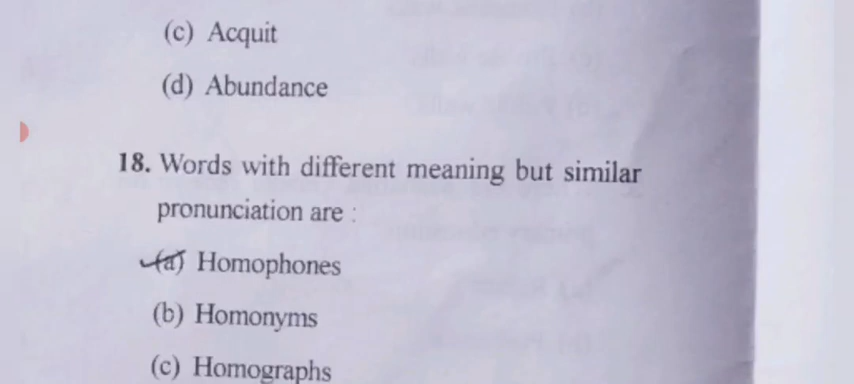 (c) Acquit
(d) Abundance
18. Words with different meaning but similar
pronunciation are :
(a) Homophones
(b) Homonyms
(c) Homographs